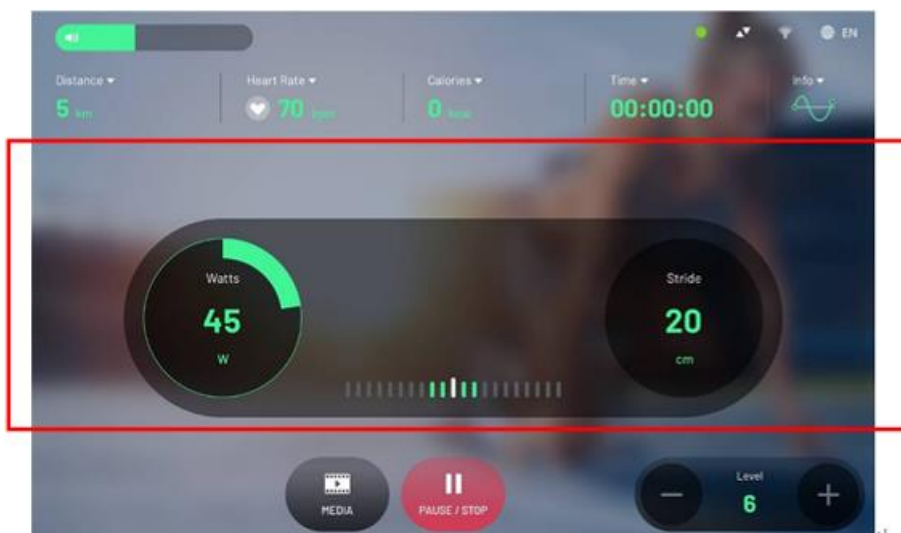 EN
Distance Heart Rate Calories Time Info
5 km 70 bpm 0 kcal 00:00:00
Watts Stride
45 20
W cm
MEDIA PAUSE / STOP Level
6